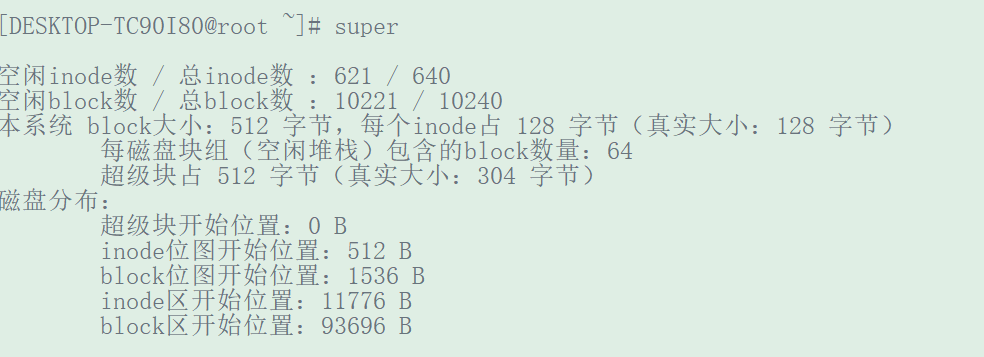 [DESKTOP-TC90I80@root ~]# super
空闲inode数 / 总inode数 : 621 / 640
空闲block数 / 总block数 : 10221 / 10240
本系统 block大小: 512 字节, 每个inode占 128 字节（真实大小: 128 字节）
每磁盘块组（空闲堆栈）包含的block数量: 64
超级块占 512 字节（真实大小: 304 字节）
磁盘分布:
超级块开始位置: 0 B
inode位图开始位置: 512 B
block位图开始位置: 1536 B
inode区开始位置: 11776 B
block区开始位置: 93696 B